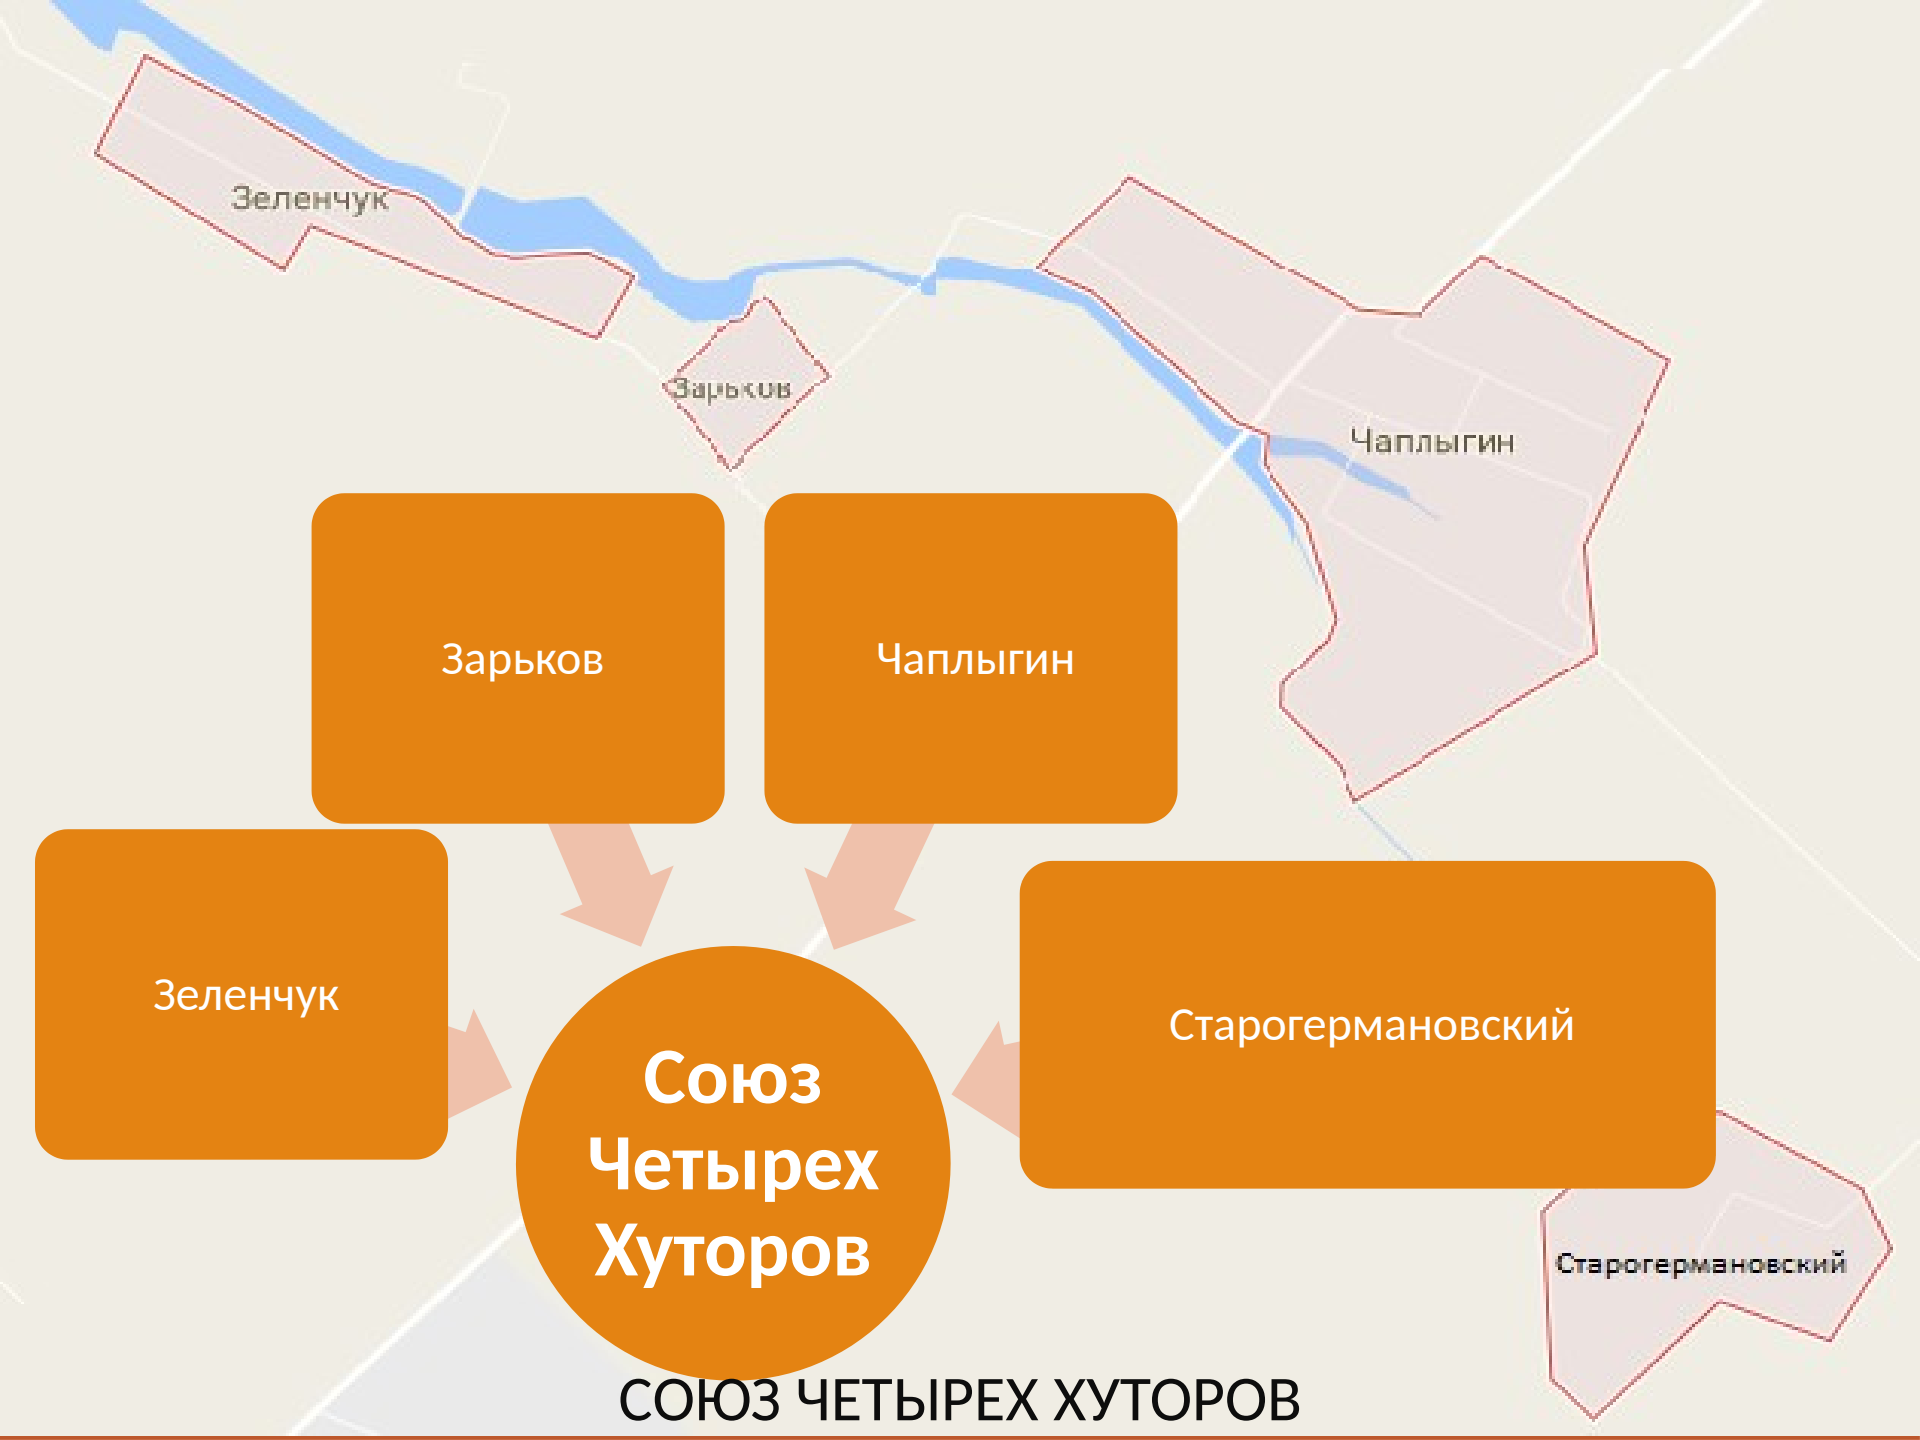 Зеленчук
Зарьков
Чаплыгин
Зарьков
Чаплыгин
Зеленчук
Старогермановский
Союз
Четырех
Хуторов
Старогермановский
СОЮЗ ЧЕТЫРЕХ ХУТОРОВ